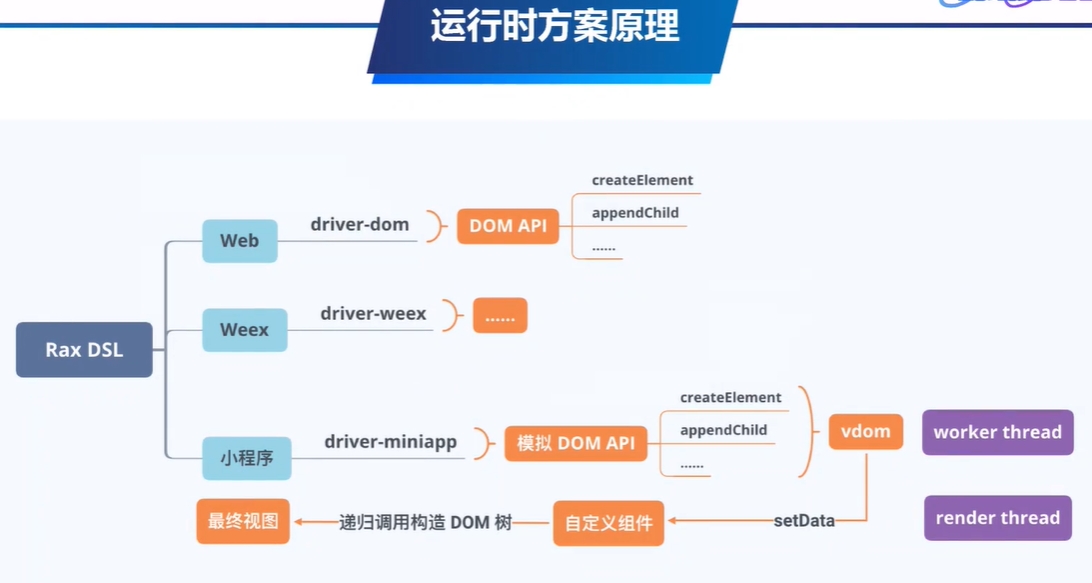 运行时方案原理
createElement
appendChild
......
driver-dom
DOM API
Web
driver-weex
......
Weex
Rax DSL
createElement
appendChild
......
driver-miniapp
模拟 DOM API
vdom
worker thread
小程序
最终视图
递归调用构造 DOM 树
自定义组件
setData
render thread